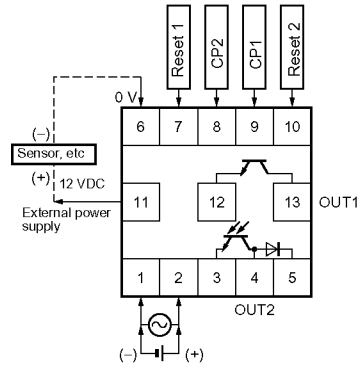 Reset 1
CP2
CP1
Reset 2
0 V
6
7
8
9
10
(–)
Sensor, etc
(+)
12 VDC
External power
supply
11
12
13
OUT1
1
2
3
4
5
OUT2
(–)
(+)